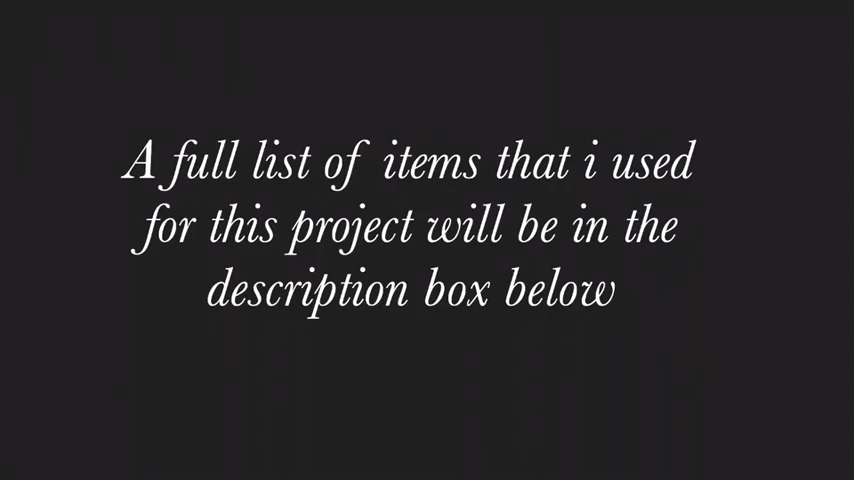 A full list of items that i used
for this project will be in the
description box below